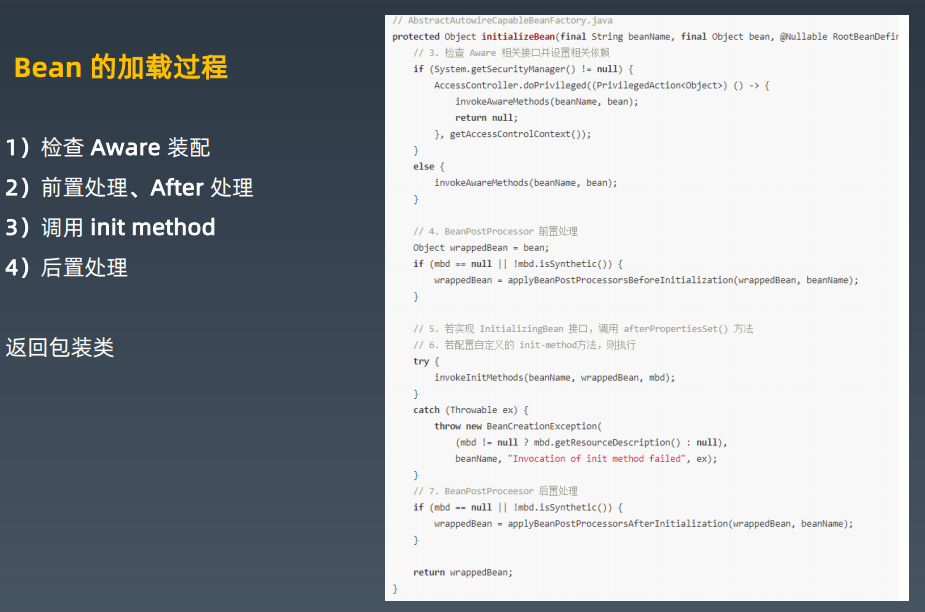 Bean 的加载过程
1）检查 Aware 装配
2）前置处理、After 处理
3）调用 init method
4）后置处理
返回包装类
// AbstractAutowireCapableBeanFactory.java
protected Object initializeBean(final String beanName, final Object bean, @Nullable RootBeanDefin
// 3. 检查 Aware 相关接口并设置相关依赖
if (System.getSecurityManager() != null) {
AccessController.doPrivileged((PrivilegedAction<Object>) () -> {
invokeAwareMethods(beanName, bean);
return null;
}, getAccessControlContext());
}
else {
invokeAwareMethods(beanName, bean);
}
// 4. BeanPostProcessor 前置处理
Object wrappedBean = bean;
if (mbd == null || !mbd.isSynthetic()) {
wrappedBean = applyBeanPostProcessorsBeforeInitialization(wrappedBean, beanName);
}
// 5. 若实现 InitializingBean 接口，调用 afterPropertiesSet() 方法
// 6. 若配置自定义的 init-method方法，则执行
try {
invokeInitMethods(beanName, wrappedBean, mbd);
}
catch (Throwable ex) {
throw new BeanCreationException(
(mbd != null ? mbd.getResourceDescription() : null),
beanName, "Invocation of init method failed", ex);
}
// 7. BeanPostProceesor 后置处理
if (mbd == null || !mbd.isSynthetic()) {
wrappedBean = applyBeanPostProcessorsAfterInitialization(wrappedBean, beanName);
}
return wrappedBean;
}